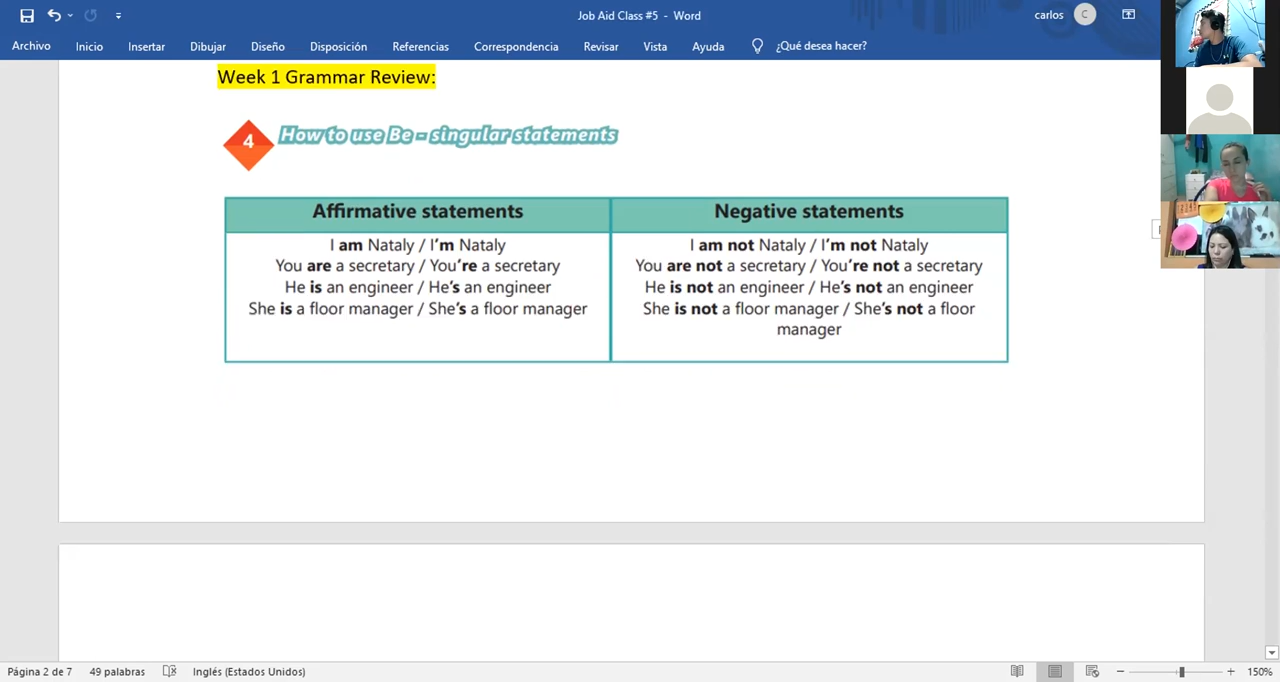 Job Aid Class #5 - Word
carlos
C
Archivo Inicio Insertar Dibujar Diseño Disposición Referencias Correspondencia Revisar Vista Ayuda ¿Qué desea hacer?
Week 1 Grammar Review:
4
How to use Be - singular statements
Affirmative statements
I am Nataly / I'm Nataly
You are a secretary / You're a secretary
He is an engineer / He's an engineer
She is a floor manager / She's a floor manager
Negative statements
I am not Nataly / I'm not Nataly
You are not a secretary / You're not a secretary
He is not an engineer / He's not an engineer
She is not a floor manager / She's not a floor
manager
Página 2 de 7 49 palabras Inglés (Estados Unidos) 150%